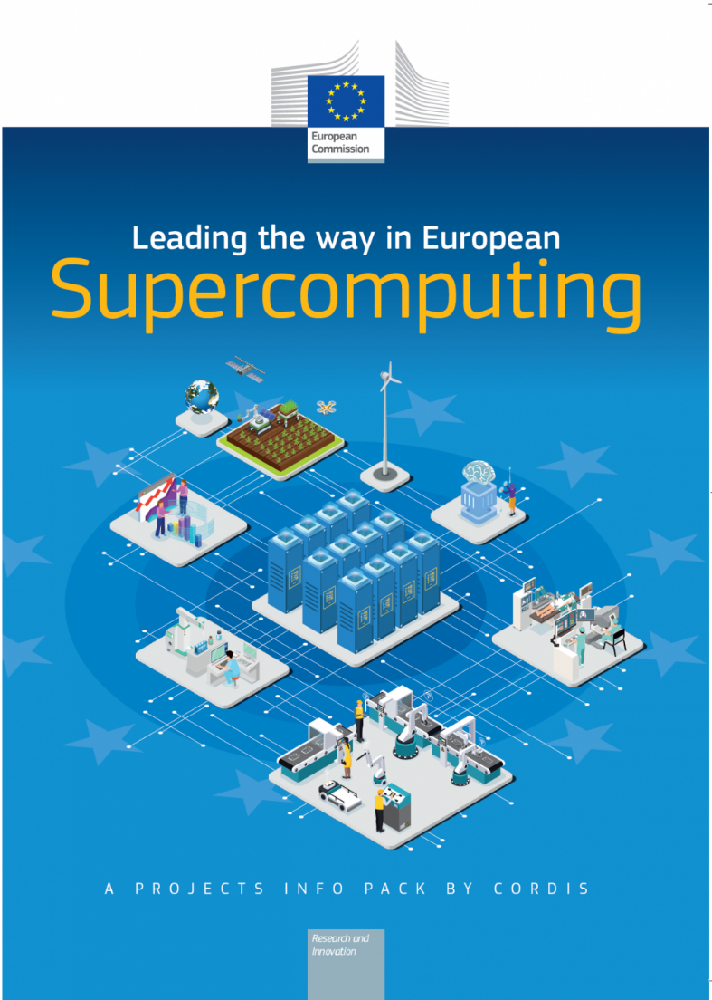 European
Commission
Leading the way in European
Supercomputing
A PROJECTS INFO PACK BY CORDIS
Research and
Innovation